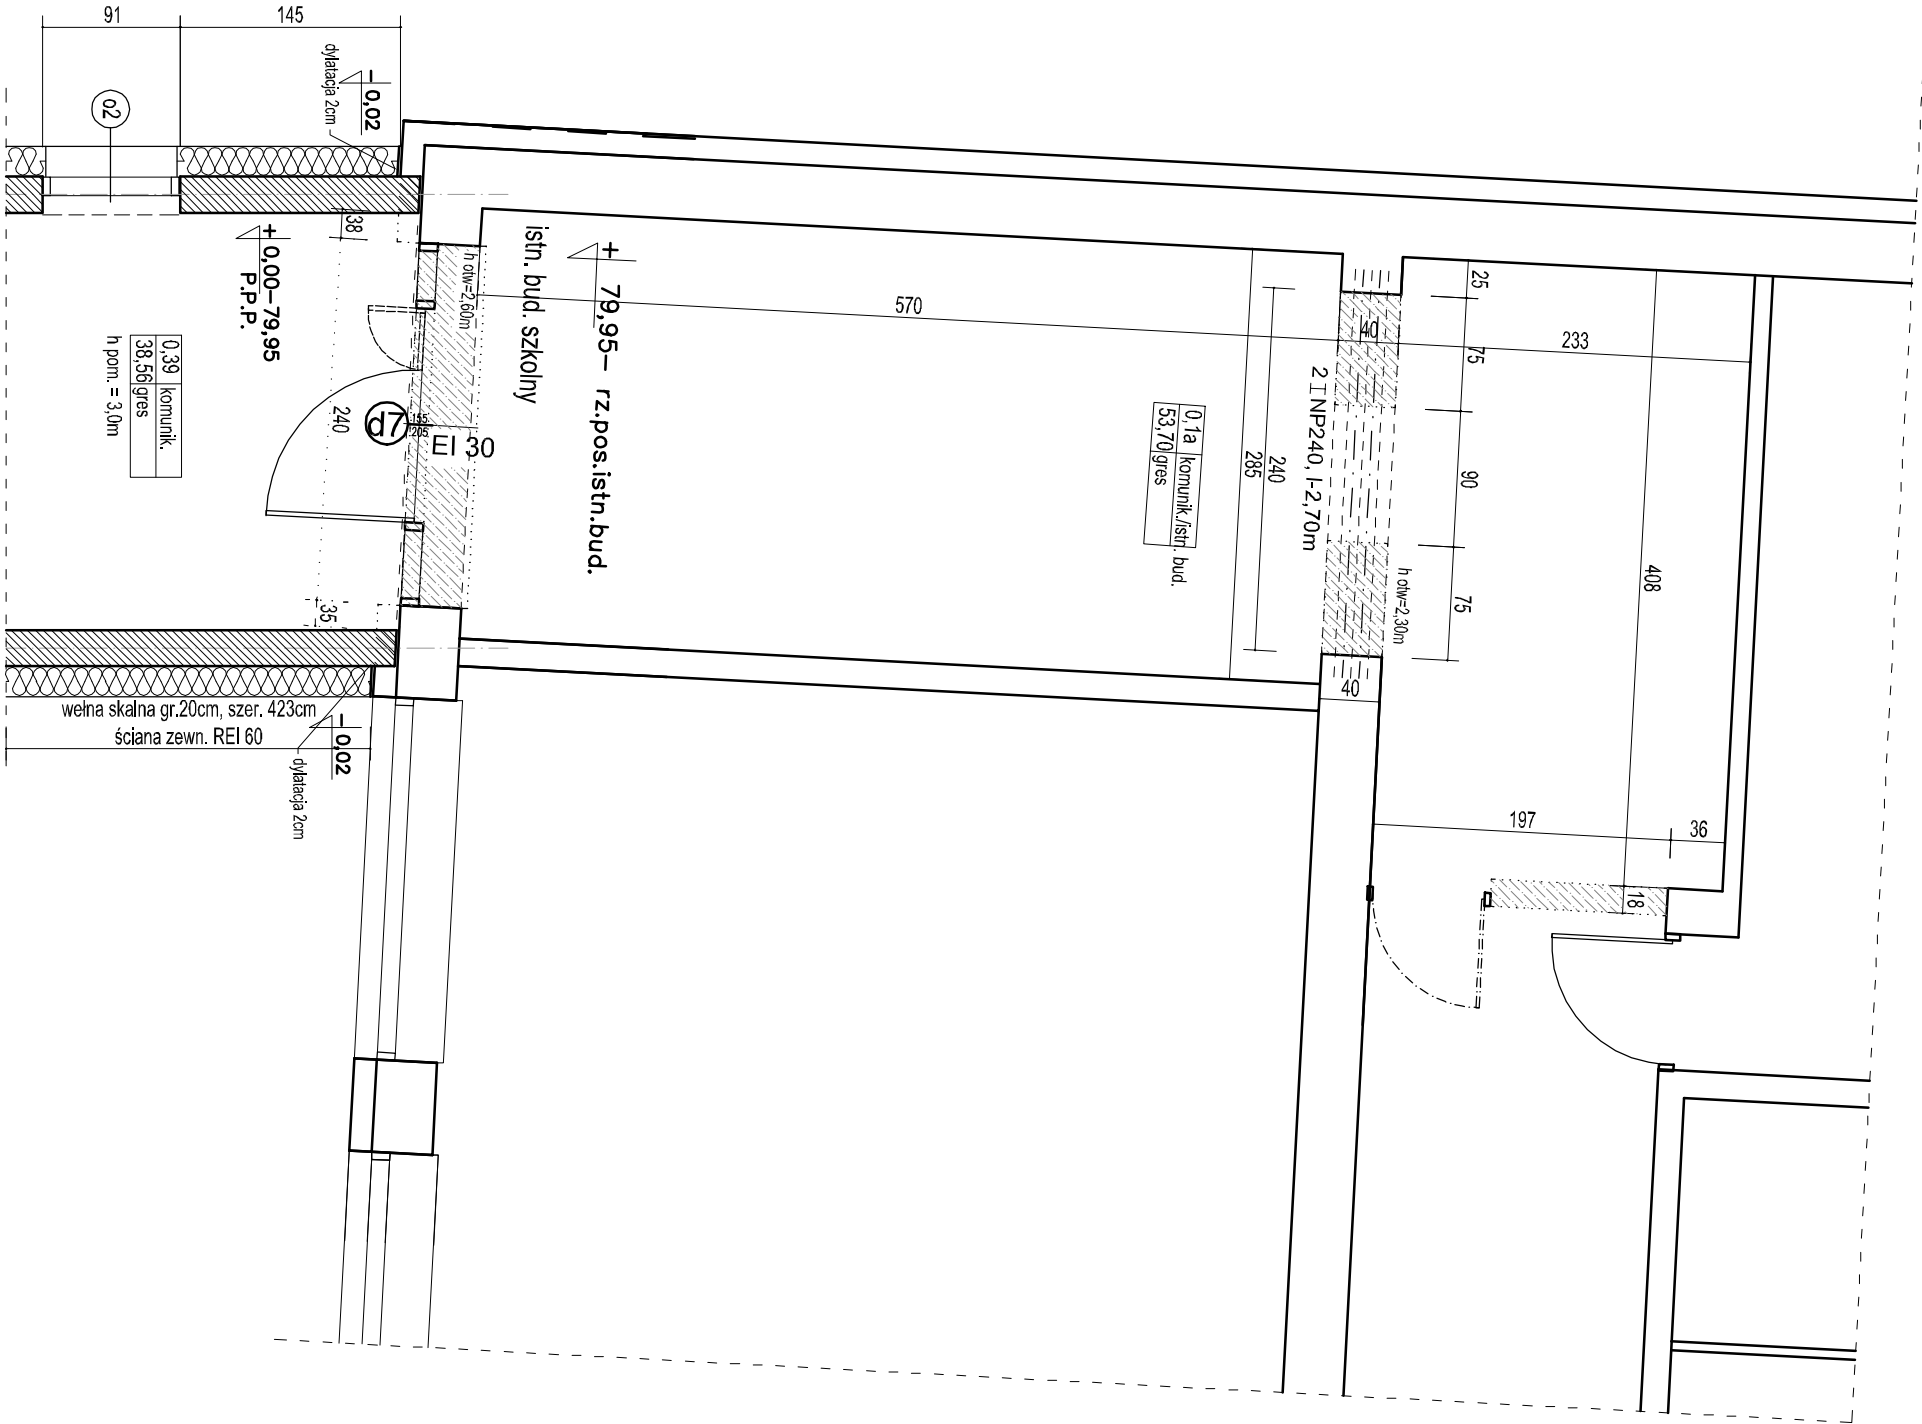 91
145
dylatacja 2cm
-0,02
o2
38
+0,00-79,95
P.P.P.
0,39 komunik.
38,56 gres
h pom. = 3,0m
240
d7
155
205
EI 30
h otw=2,60m
istn. bud. szkolny
+ 79,95- rz.pos.istn.bud.
570
40
233
25
75
90
75
2 I NP240, l-2,70m
0,1a komunik./istn. bud.
53,70 gres
240
285
h otw=2,30m
408
40
35
wełna skalna gr.20cm, szer. 423cm
ściana zewn. REI 60
-0,02
dylatacja 2cm
197
36
18